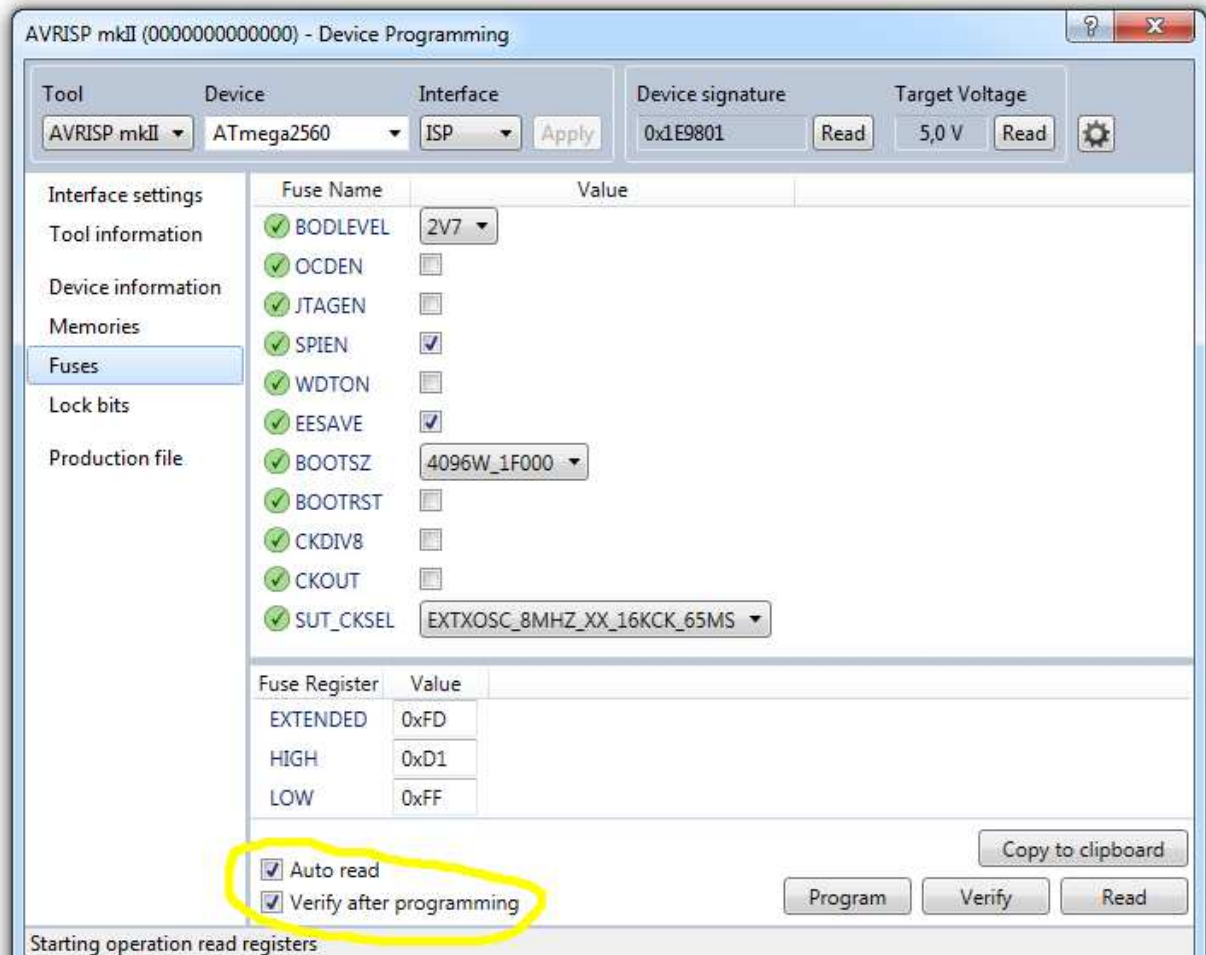 AVRISP mkII (0000000000000) - Device Programming
Tool Device Interface Device signature Target Voltage
AVRISP mkII ATmega2560 ISP Apply 0x1E9801 Read 5,0 V Read
Interface settings
Tool information
Device information
Memories
Fuses
Lock bits
Production file
Fuse Name Value
BODLEVEL 2V7
OCDEN
JTAGEN
SPIEN
WDTON
EESAVE
BOOTSZ 4096W_1F000
BOOTRST
CKDIV8
CKOUT
SUT_CKSEL EXTXOSC_8MHZ_XX_16KCK_65MS
Fuse Register Value
EXTENDED 0xFD
HIGH 0xD1
LOW 0xFF
Auto read
Verify after programming
Copy to clipboard
Program Verify Read
Starting operation read registers